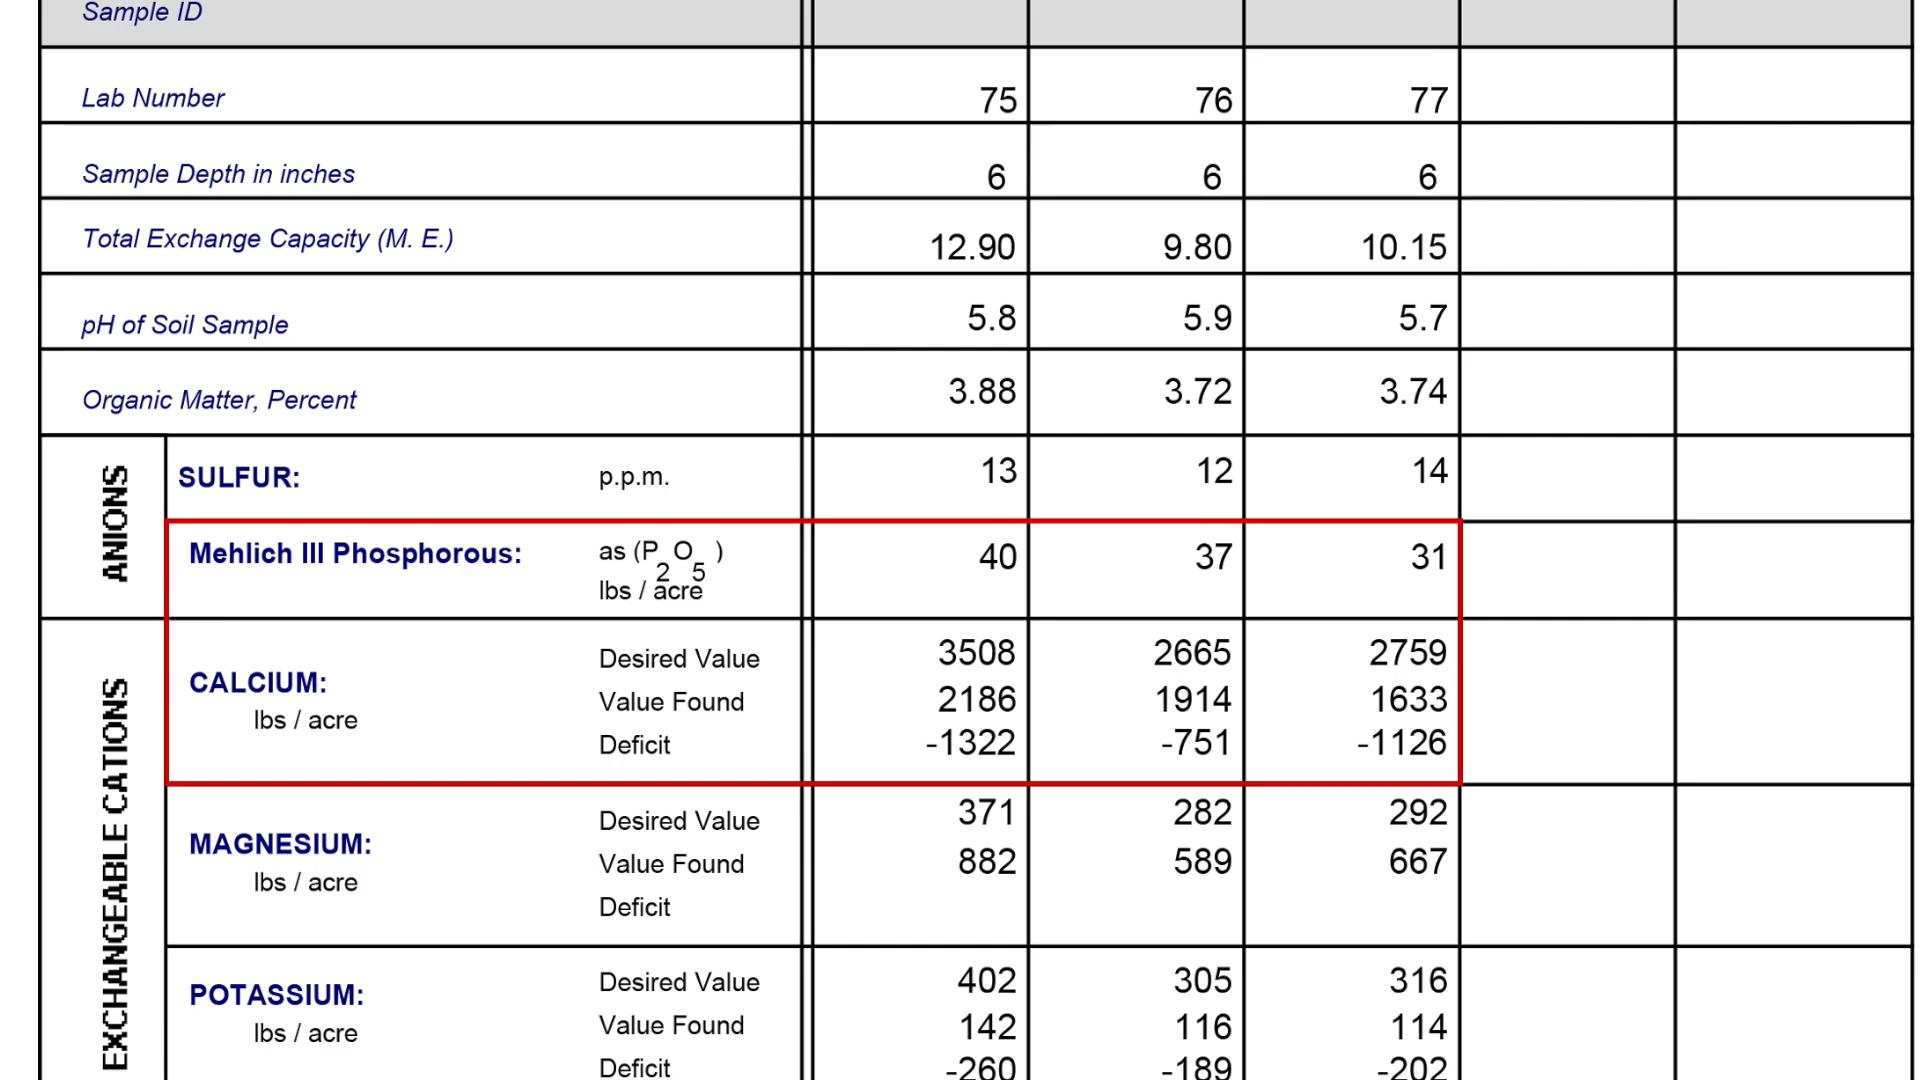 Sample ID
Lab Number 75 76 77
Sample Depth in inches 6 6 6
Total Exchange Capacity (M. E.) 12.90 9.80 10.15
pH of Soil Sample 5.8 5.9 5.7
Organic Matter, Percent 3.88 3.72 3.74
ANIONS
SULFUR: p.p.m. 13 12 14
Mehlich III Phosphorous: as (P2O5) 40 37 31
lbs / acre
EXCHANGEABLE CATIONS
CALCIUM: Desired Value 3508 2665 2759
lbs / acre Value Found 2186 1914 1633
Deficit -1322 -751 -1126
MAGNESIUM: Desired Value 371 282 292
lbs / acre Value Found 882 589 667
Deficit
POTASSIUM: Desired Value 402 305 316
lbs / acre Value Found 142 116 114
Deficit -260 -189 -202